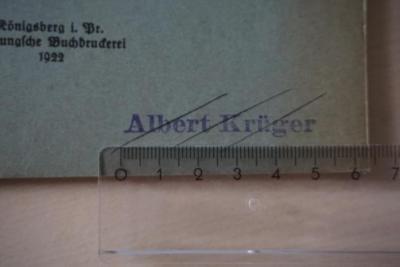 Königsberg i. Pr.
ungsche Buchdruckerei
1922
Albert Krüger
0 1 2 3 4 5 6 7